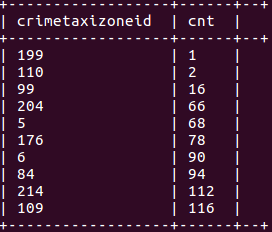 +------------------+------+--+
| crimetaxizoneid | cnt |
+------------------+------+--+
| 199 | 1 |
| 110 | 2 |
| 99 | 16 |
| 204 | 66 |
| 5 | 68 |
| 176 | 78 |
| 6 | 90 |
| 84 | 94 |
| 214 | 112 |
| 109 | 116 |
+------------------+------+--+